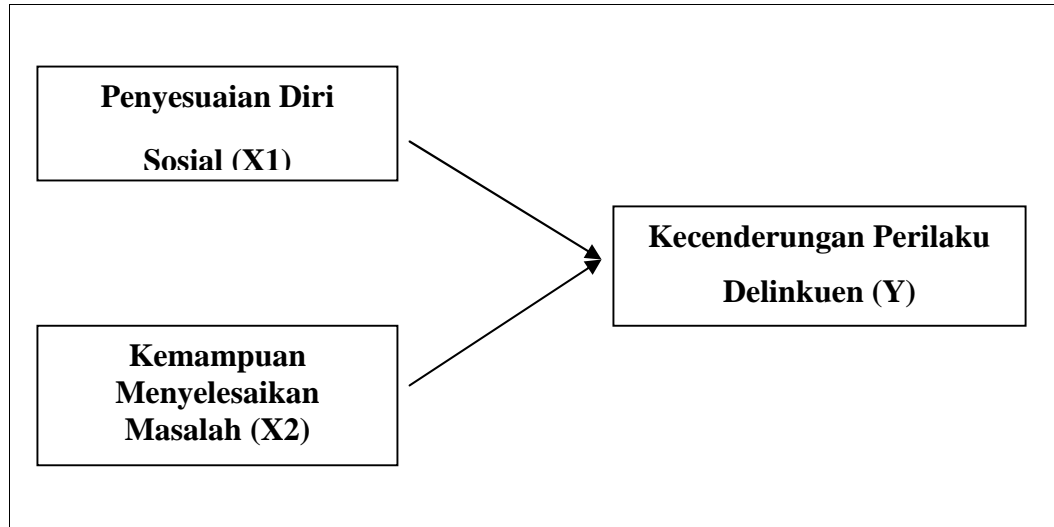 Penyesuaian Diri
Sosial (X1)
Kecenderungan Perilaku
Delinkuen (Y)
Kemampuan
Menyelesaikan
Masalah (X2)